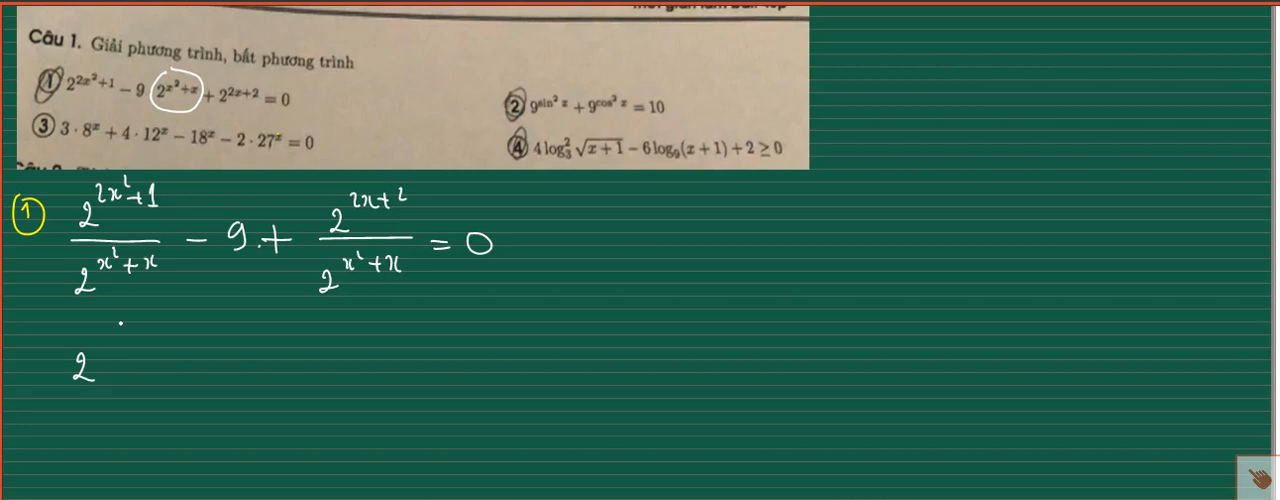 Câu 1. Giải phương trình, bất phương trình
① 2^{2x²+1} − 9 · 2^{x²+x} + 2^{2x+2} = 0
② 9^{sin² x} + 9^{cos² x} = 10
③ 3 · 8^x + 4 · 12^x − 18^x − 2 · 27^x = 0
④ 4 log₃² √(x+1) − 6 log₉(x + 1) + 2 ≥ 0
① 2^{2x²+1} / 2^{x²+x} − 9 . + 2^{2x+2} / 2^{x²+x} = 0
2